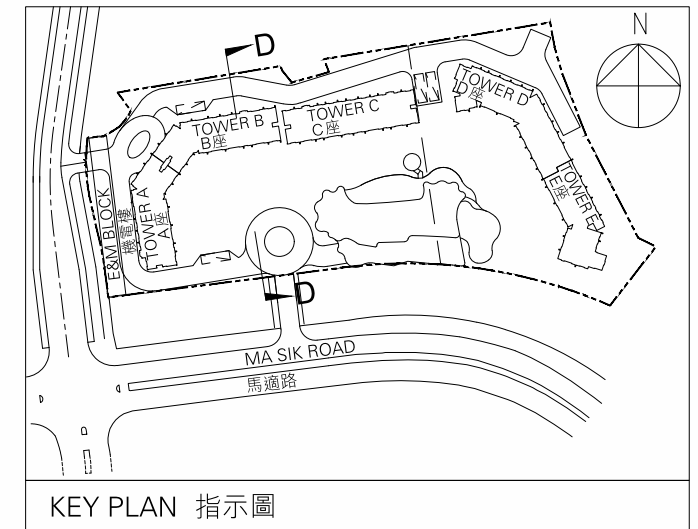 N
D
TOWER B
B座
TOWER C
C座
TOWER D
D座
TOWER E
E座
TOWER A
A座
E&M BLOCK
機電樓
D
MA SIK ROAD
馬適路
KEY PLAN 指示圖